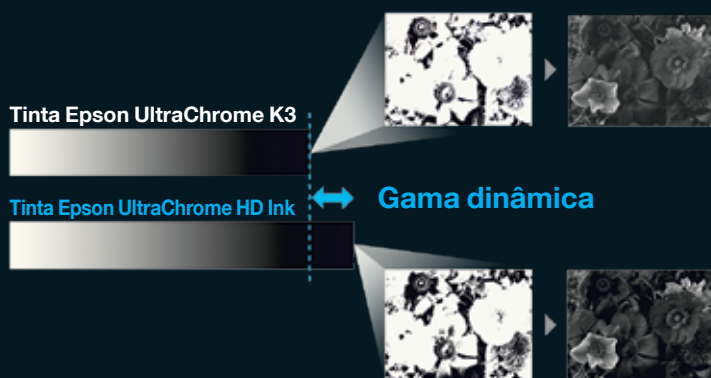 Tinta Epson UltraChrome K3
Tinta Epson UltraChrome HD Ink
Gama dinâmica